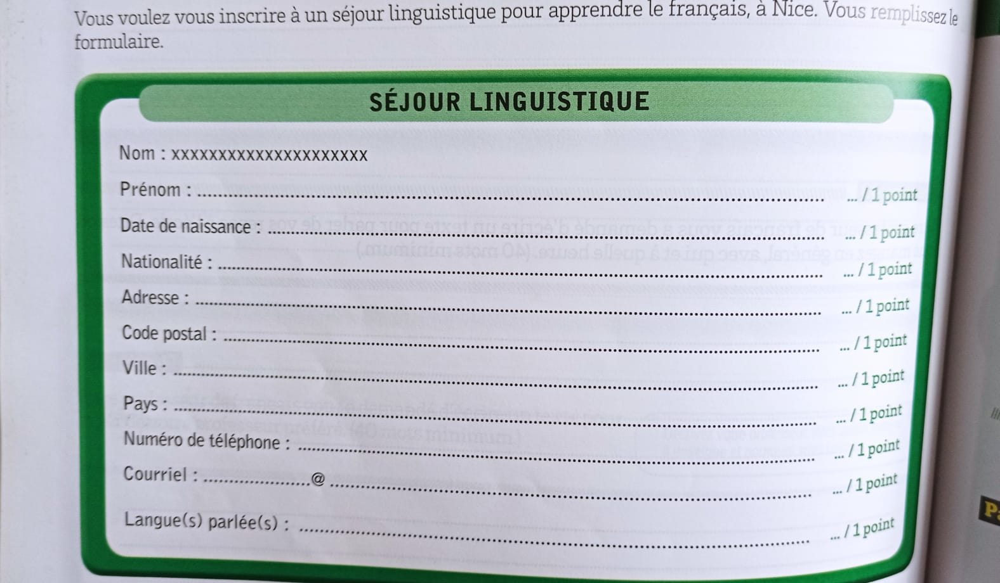 Vous voulez vous inscrire à un séjour linguistique pour apprendre le français, à Nice. Vous remplissez le
formulaire.
SÉJOUR LINGUISTIQUE
Nom : xxxxxxxxxxxxxxxxxxxxx
Prénom : ........................................ ... / 1 point
Date de naissance : ........................................ ... / 1 point
Nationalité : ........................................ ... / 1 point
Adresse : ........................................ ... / 1 point
Code postal : ........................................ ... / 1 point
Ville : ........................................ ... / 1 point
Pays : ........................................ ... / 1 point
Numéro de téléphone : ........................................ ... / 1 point
Courriel : ....................@ ........................................ ... / 1 point
Langue(s) parlée(s) : ........................................ ... / 1 point